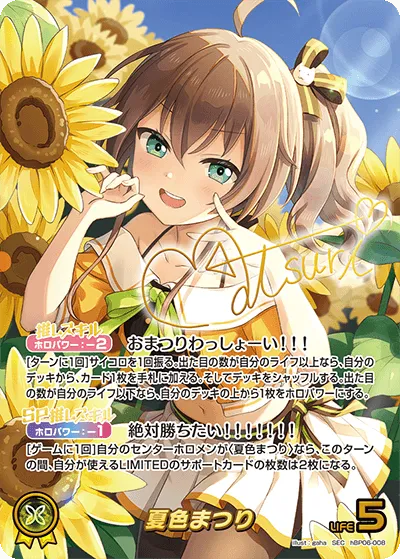 Matsuri
推しスキル
ホロパワー：−2
おまつりわっしょーい！！！
[ターンに1回]サイコロを1回振る。出た目の数が自分のライフ以上なら、自分の
デッキから、カード1枚を手札に加える。そしてデッキをシャッフルする。出た目
の数が自分のライフ以下なら、自分のデッキの上から1枚をホロパワーにする。
SP推しスキル
ホロパワー：−1
絶対勝ちたい！！！！！！！
[ゲームに1回]自分のセンターホロメンが〈夏色まつり〉なら、このターン
の間、自分が使えるLIMITEDのサポートカードの枚数は2枚になる。
夏色まつり
LIFE 5
illust：gaha SEC hBP06-008